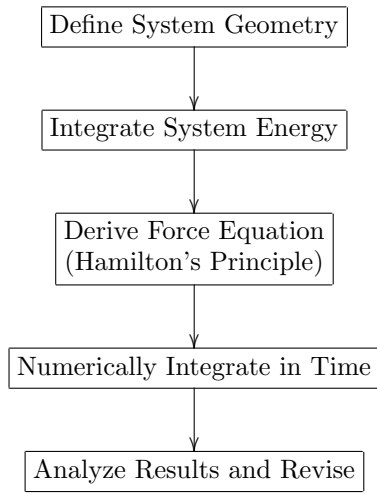 Define System Geometry
Integrate System Energy
Derive Force Equation
(Hamilton's Principle)
Numerically Integrate in Time
Analyze Results and Revise